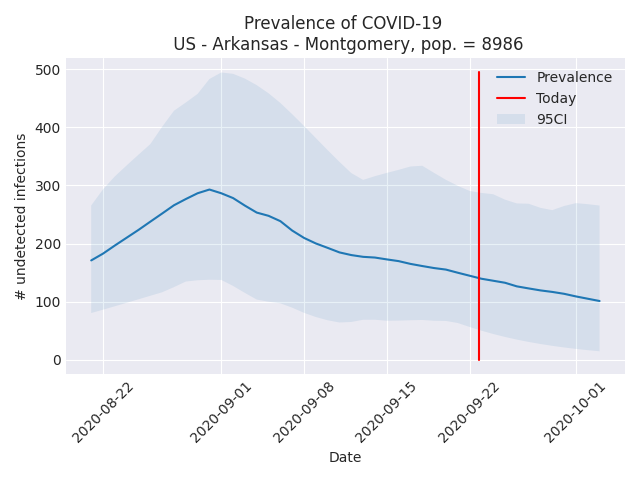 Prevalence of COVID-19
US - Arkansas - Montgomery, pop. = 8986
# undetected infections
500
400
300
200
100
0
Prevalence
Today
95CI
2020-08-22
2020-09-01
2020-09-08
2020-09-15
2020-09-22
2020-10-01
Date